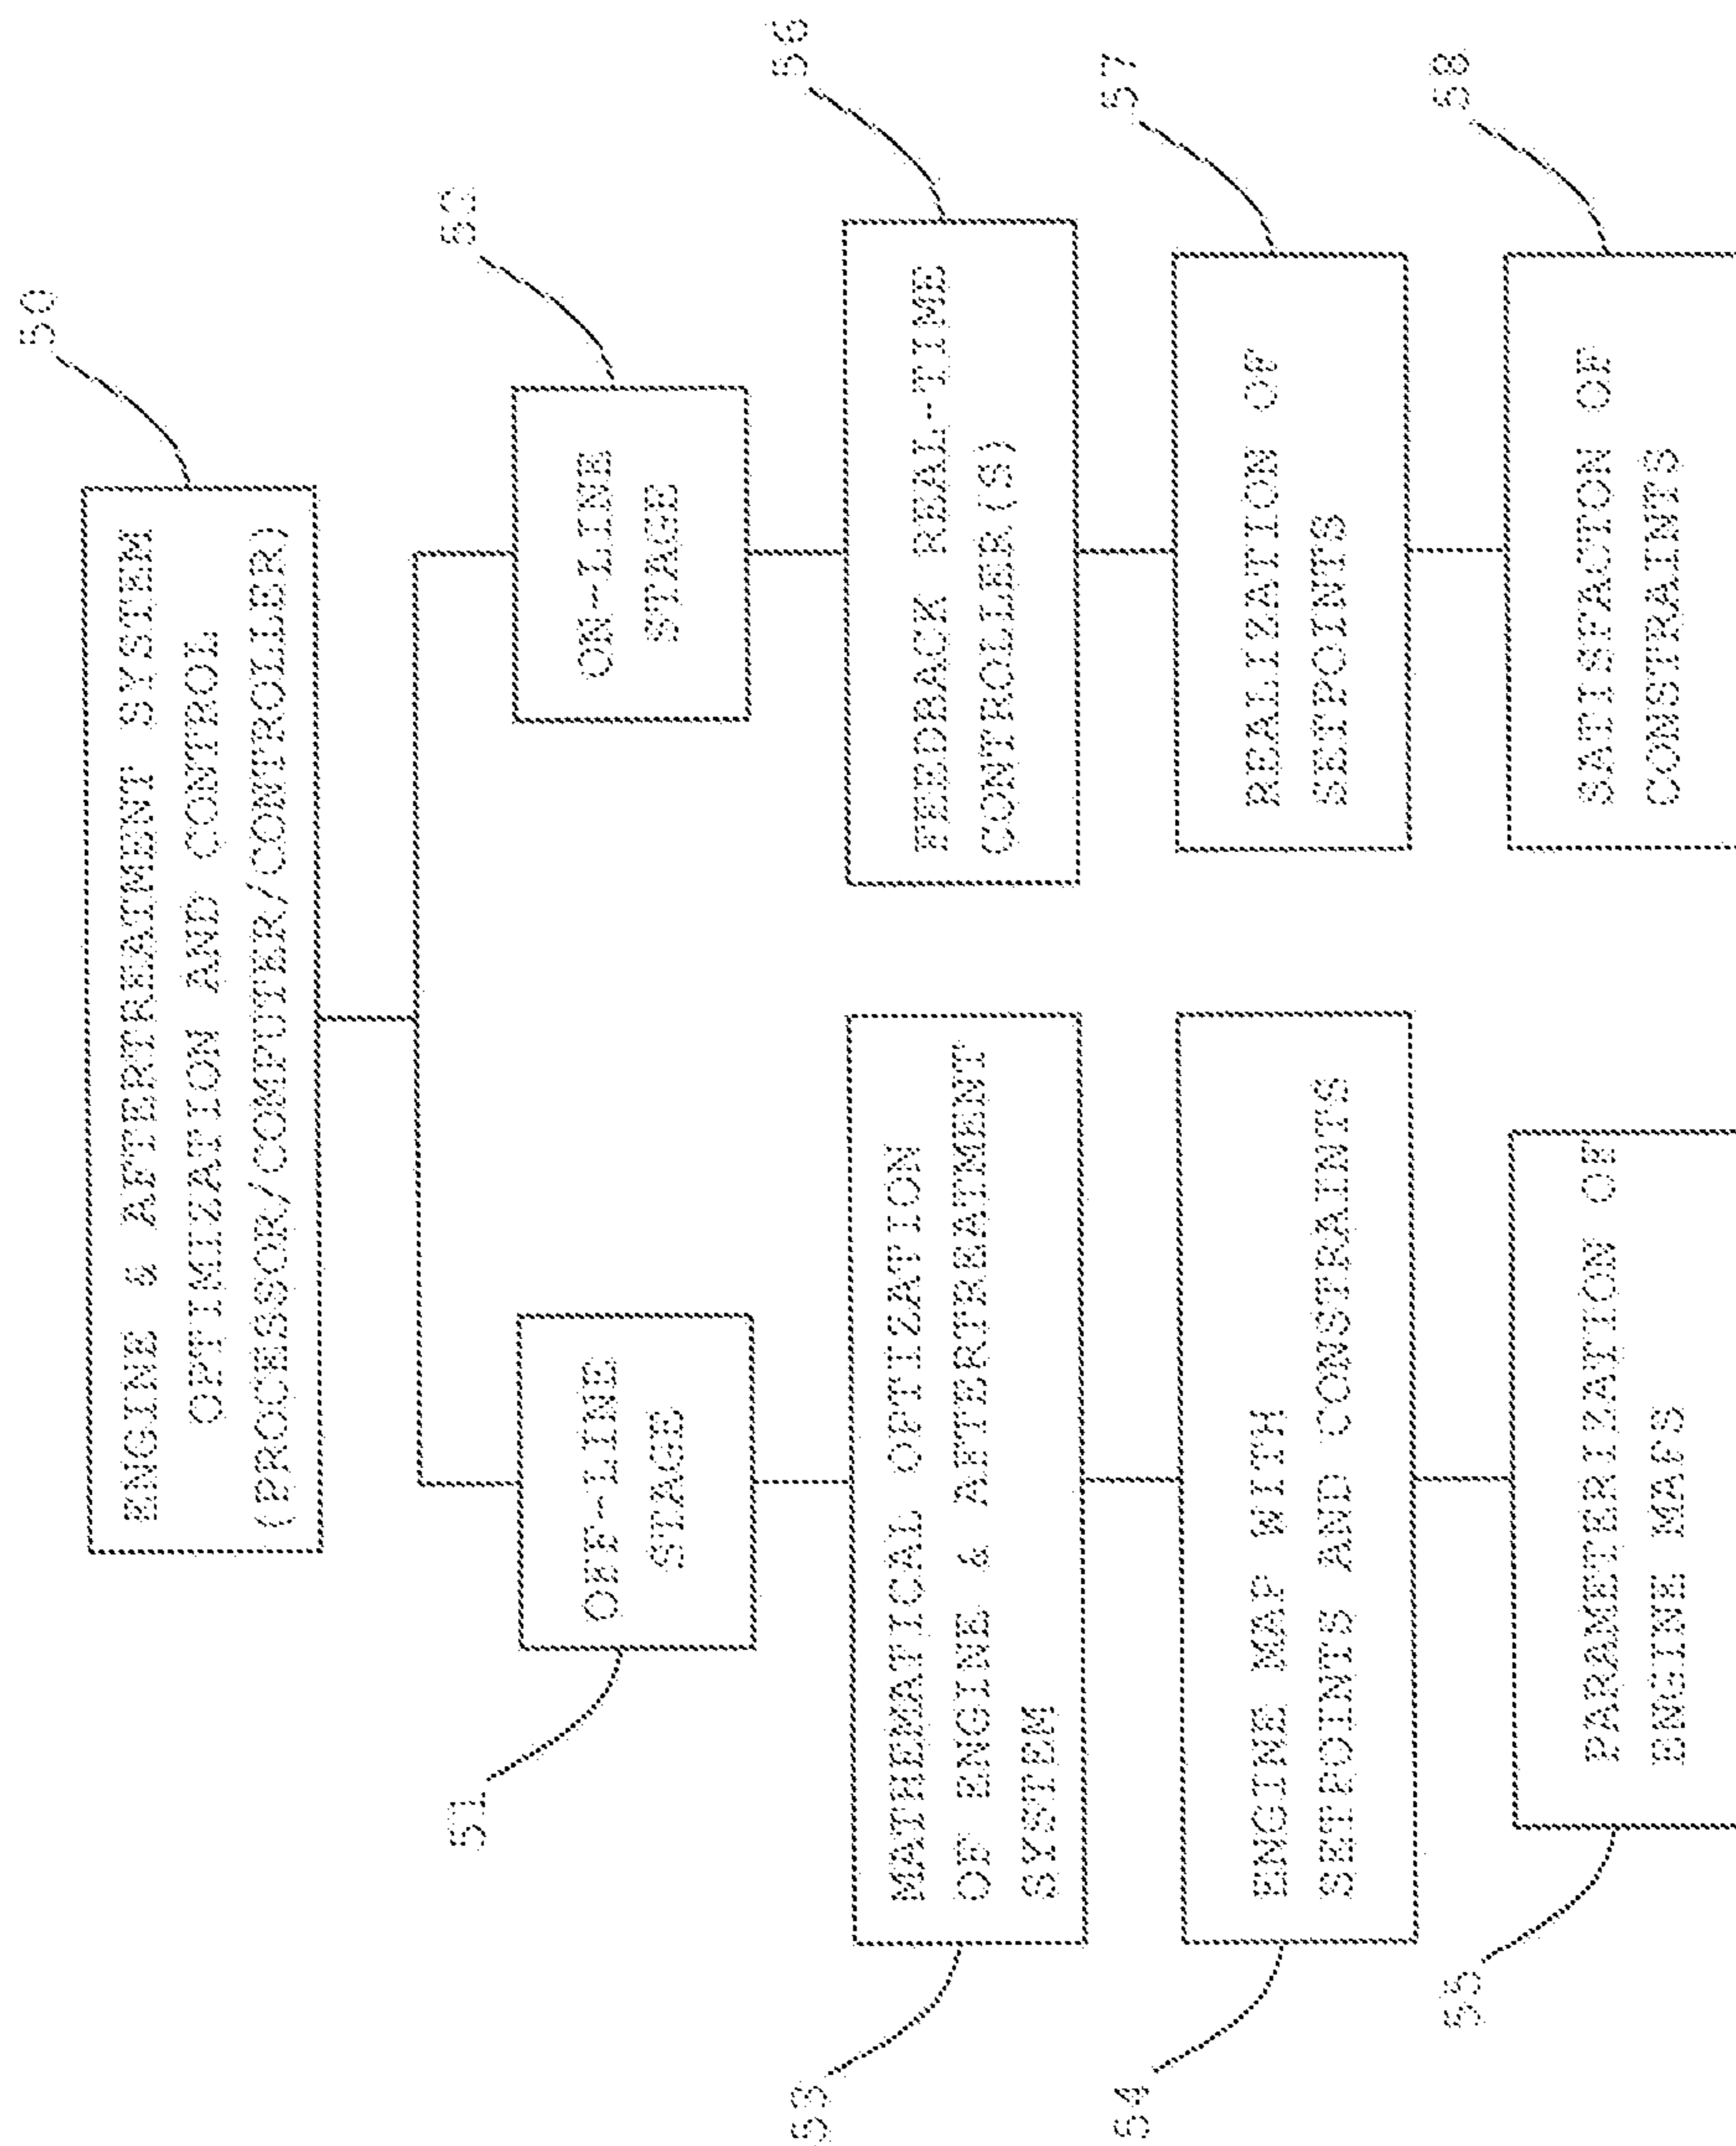 50
ENGINE & AFTERTREATMENT SYSTEM
OPTIMIZATION AND CONTROL
(PROCESSOR/COMPUTER/CONTROLLER)
51
OFF-LINE
STAGE
52
ON-LINE
STAGE
53
MATHEMATICAL OPTIZATION
OF ENGINE & AFTERTREATMENT
SYSTEM
56
FEEDBACK REAL-TIME
CONTROLLER(S)
54
ENGINE MAP WITH
SETPOINTS AND CONSTRAINTS
57
REALIZATION OF
SETPOINTS
55
PARAMETERIZATION OF
ENGINE MAPS
58
SATISFACTON OF
CONSTRAINTS